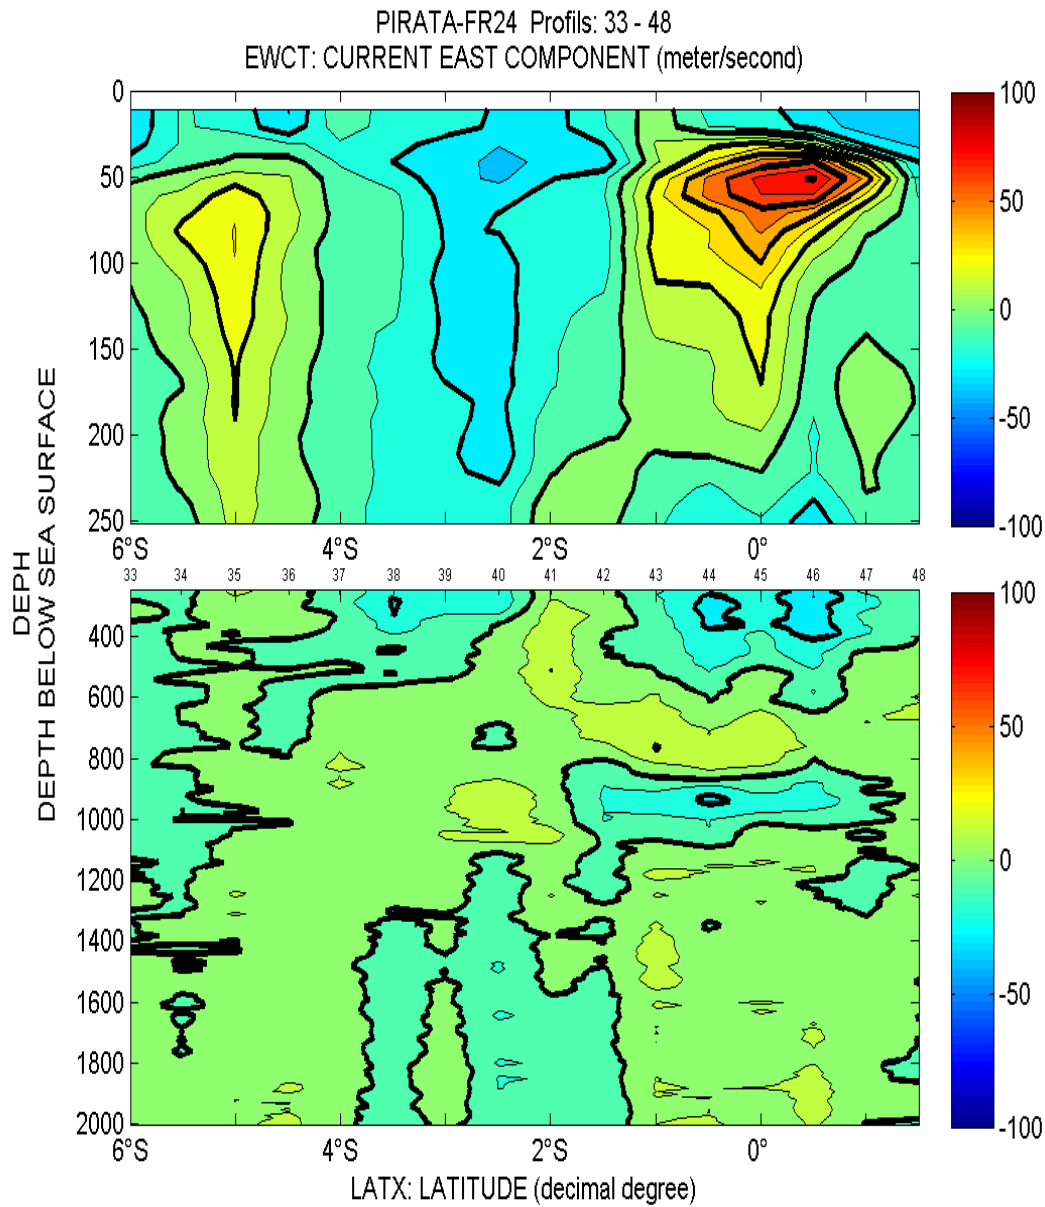 PIRATA-FR24 Profils: 33 - 48
EWCT: CURRENT EAST COMPONENT (meter/second)
0
50
100
150
200
250
6°S
4°S
2°S
0°
100
50
0
-50
-100
33 34 35 36 37 38 39 40 41 42 43 44 45 46 47 48
DEPH
DEPTH BELOW SEA SURFACE
400
600
800
1000
1200
1400
1600
1800
2000
6°S
4°S
2°S
0°
100
50
0
-50
-100
LATX: LATITUDE (decimal degree)